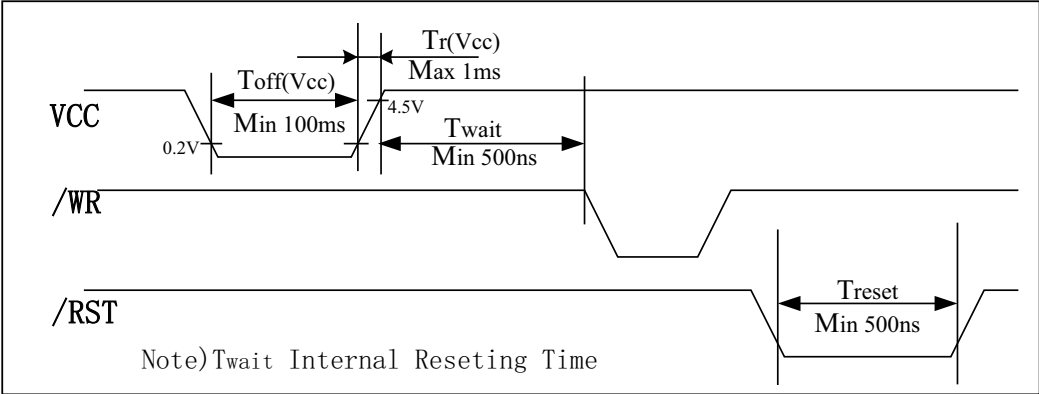 Tr(Vcc)
Max 1ms
Toff(Vcc)
Min 100ms
VCC
4.5V
0.2V
Twait
Min 500ns
/WR
/RST
Treset
Min 500ns
Note)Twait Internal Reseting Time